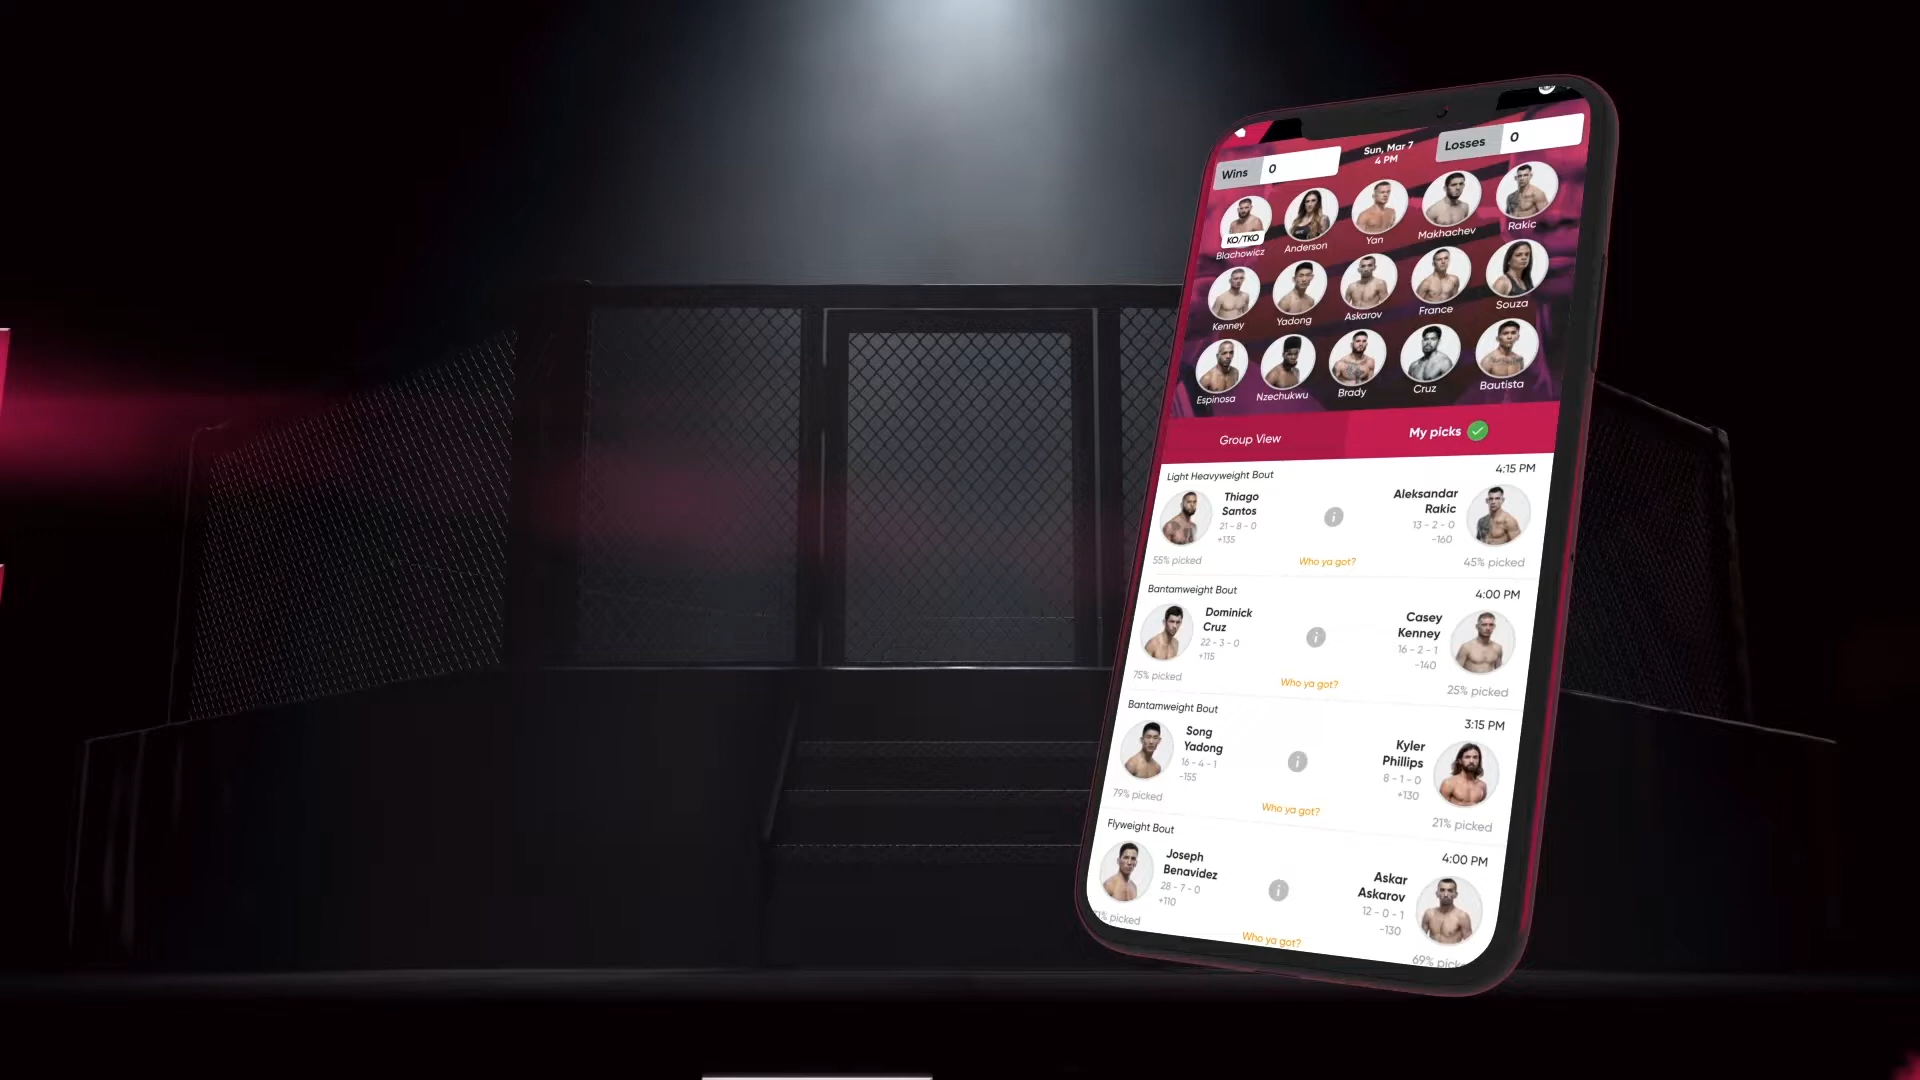 Wins 0
Sun, Mar 7
4 PM
Losses 0
KO/TKO
Blachowicz
Anderson
Yan
Makhachev
Rakic
Kenney
Yadong
Askarov
France
Souza
Espinosa
Nzechukwu
Brady
Cruz
Bautista
Group View
My picks
Light Heavyweight Bout
4:15 PM
Thiago
Santos
21 - 8 - 0
+135
55% picked
i
Who ya got?
Aleksandar
Rakic
13 - 2 - 0
-160
45% picked
Bantamweight Bout
4:00 PM
Dominick
Cruz
22 - 3 - 0
+115
75% picked
i
Who ya got?
Casey
Kenney
16 - 2 - 1
-140
25% picked
Bantamweight Bout
3:15 PM
Song
Yadong
16 - 4 - 1
-155
79% picked
i
Who ya got?
Kyler
Phillips
8 - 1 - 0
+130
21% picked
Flyweight Bout
4:00 PM
Joseph
Benavidez
28 - 7 - 0
+110
picked
i
Who ya got?
Askar
Askarov
12 - 0 - 1
-130
69%